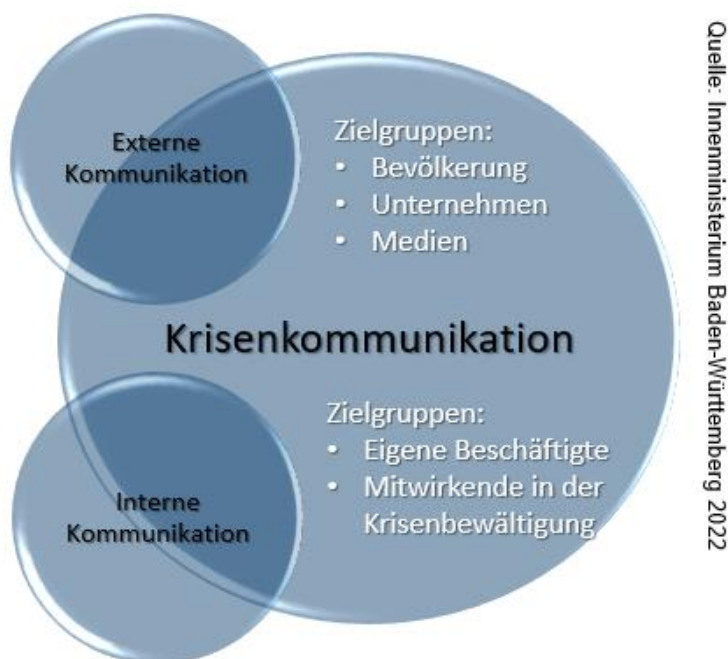 Externe
Kommunikation
Zielgruppen:
• Bevölkerung
• Unternehmen
• Medien
Krisenkommunikation
Interne
Kommunikation
Zielgruppen:
• Eigene Beschäftigte
• Mitwirkende in der
Krisenbewältigung
Quelle: Innenministerium Baden-Württemberg 2022